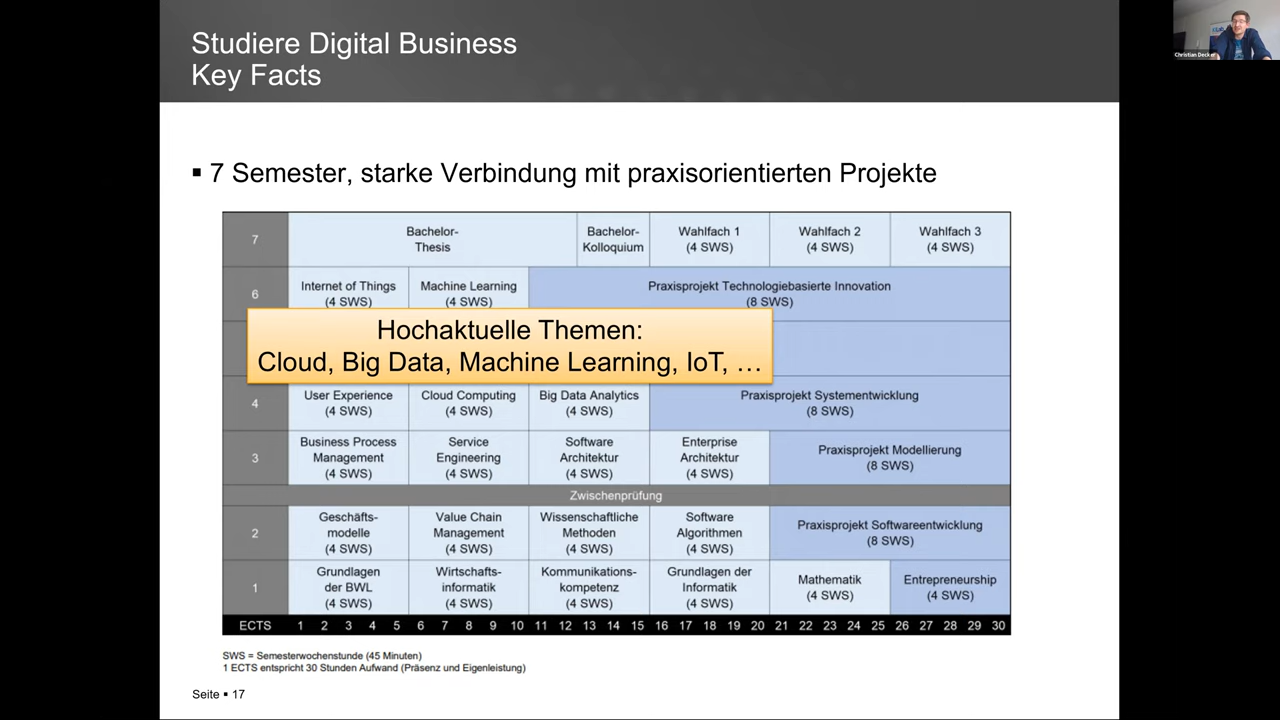 Studiere Digital Business
Key Facts
Christian Decker
▪ 7 Semester, starke Verbindung mit praxisorientierten Projekte
7
Bachelor-
Thesis
Bachelor-
Kolloquium
Wahlfach 1
(4 SWS)
Wahlfach 2
(4 SWS)
Wahlfach 3
(4 SWS)
6
Internet of Things
(4 SWS)
Machine Learning
(4 SWS)
Praxisprojekt Technologiebasierte Innovation
(8 SWS)
Hochaktuelle Themen:
Cloud, Big Data, Machine Learning, IoT, …
4
User Experience
(4 SWS)
Cloud Computing
(4 SWS)
Big Data Analytics
(4 SWS)
Praxisprojekt Systementwicklung
(8 SWS)
3
Business Process
Management
(4 SWS)
Service
Engineering
(4 SWS)
Software
Architektur
(4 SWS)
Enterprise
Architektur
(4 SWS)
Praxisprojekt Modellierung
(8 SWS)
Zwischenprüfung
2
Geschäfts-
modelle
(4 SWS)
Value Chain
Management
(4 SWS)
Wissenschaftliche
Methoden
(4 SWS)
Software
Algorithmen
(4 SWS)
Praxisprojekt Softwareentwicklung
(8 SWS)
1
Grundlagen
der BWL
(4 SWS)
Wirtschafts-
informatik
(4 SWS)
Kommunikations-
kompetenz
(4 SWS)
Grundlagen der
Informatik
(4 SWS)
Mathematik
(4 SWS)
Entrepreneurship
(4 SWS)
ECTS 1 2 3 4 5 6 7 8 9 10 11 12 13 14 15 16 17 18 19 20 21 22 23 24 25 26 27 28 29 30
SWS = Semesterwochenstunde (45 Minuten)
1 ECTS entspricht 30 Stunden Aufwand (Präsenz und Eigenleistung)
Seite ▪ 17